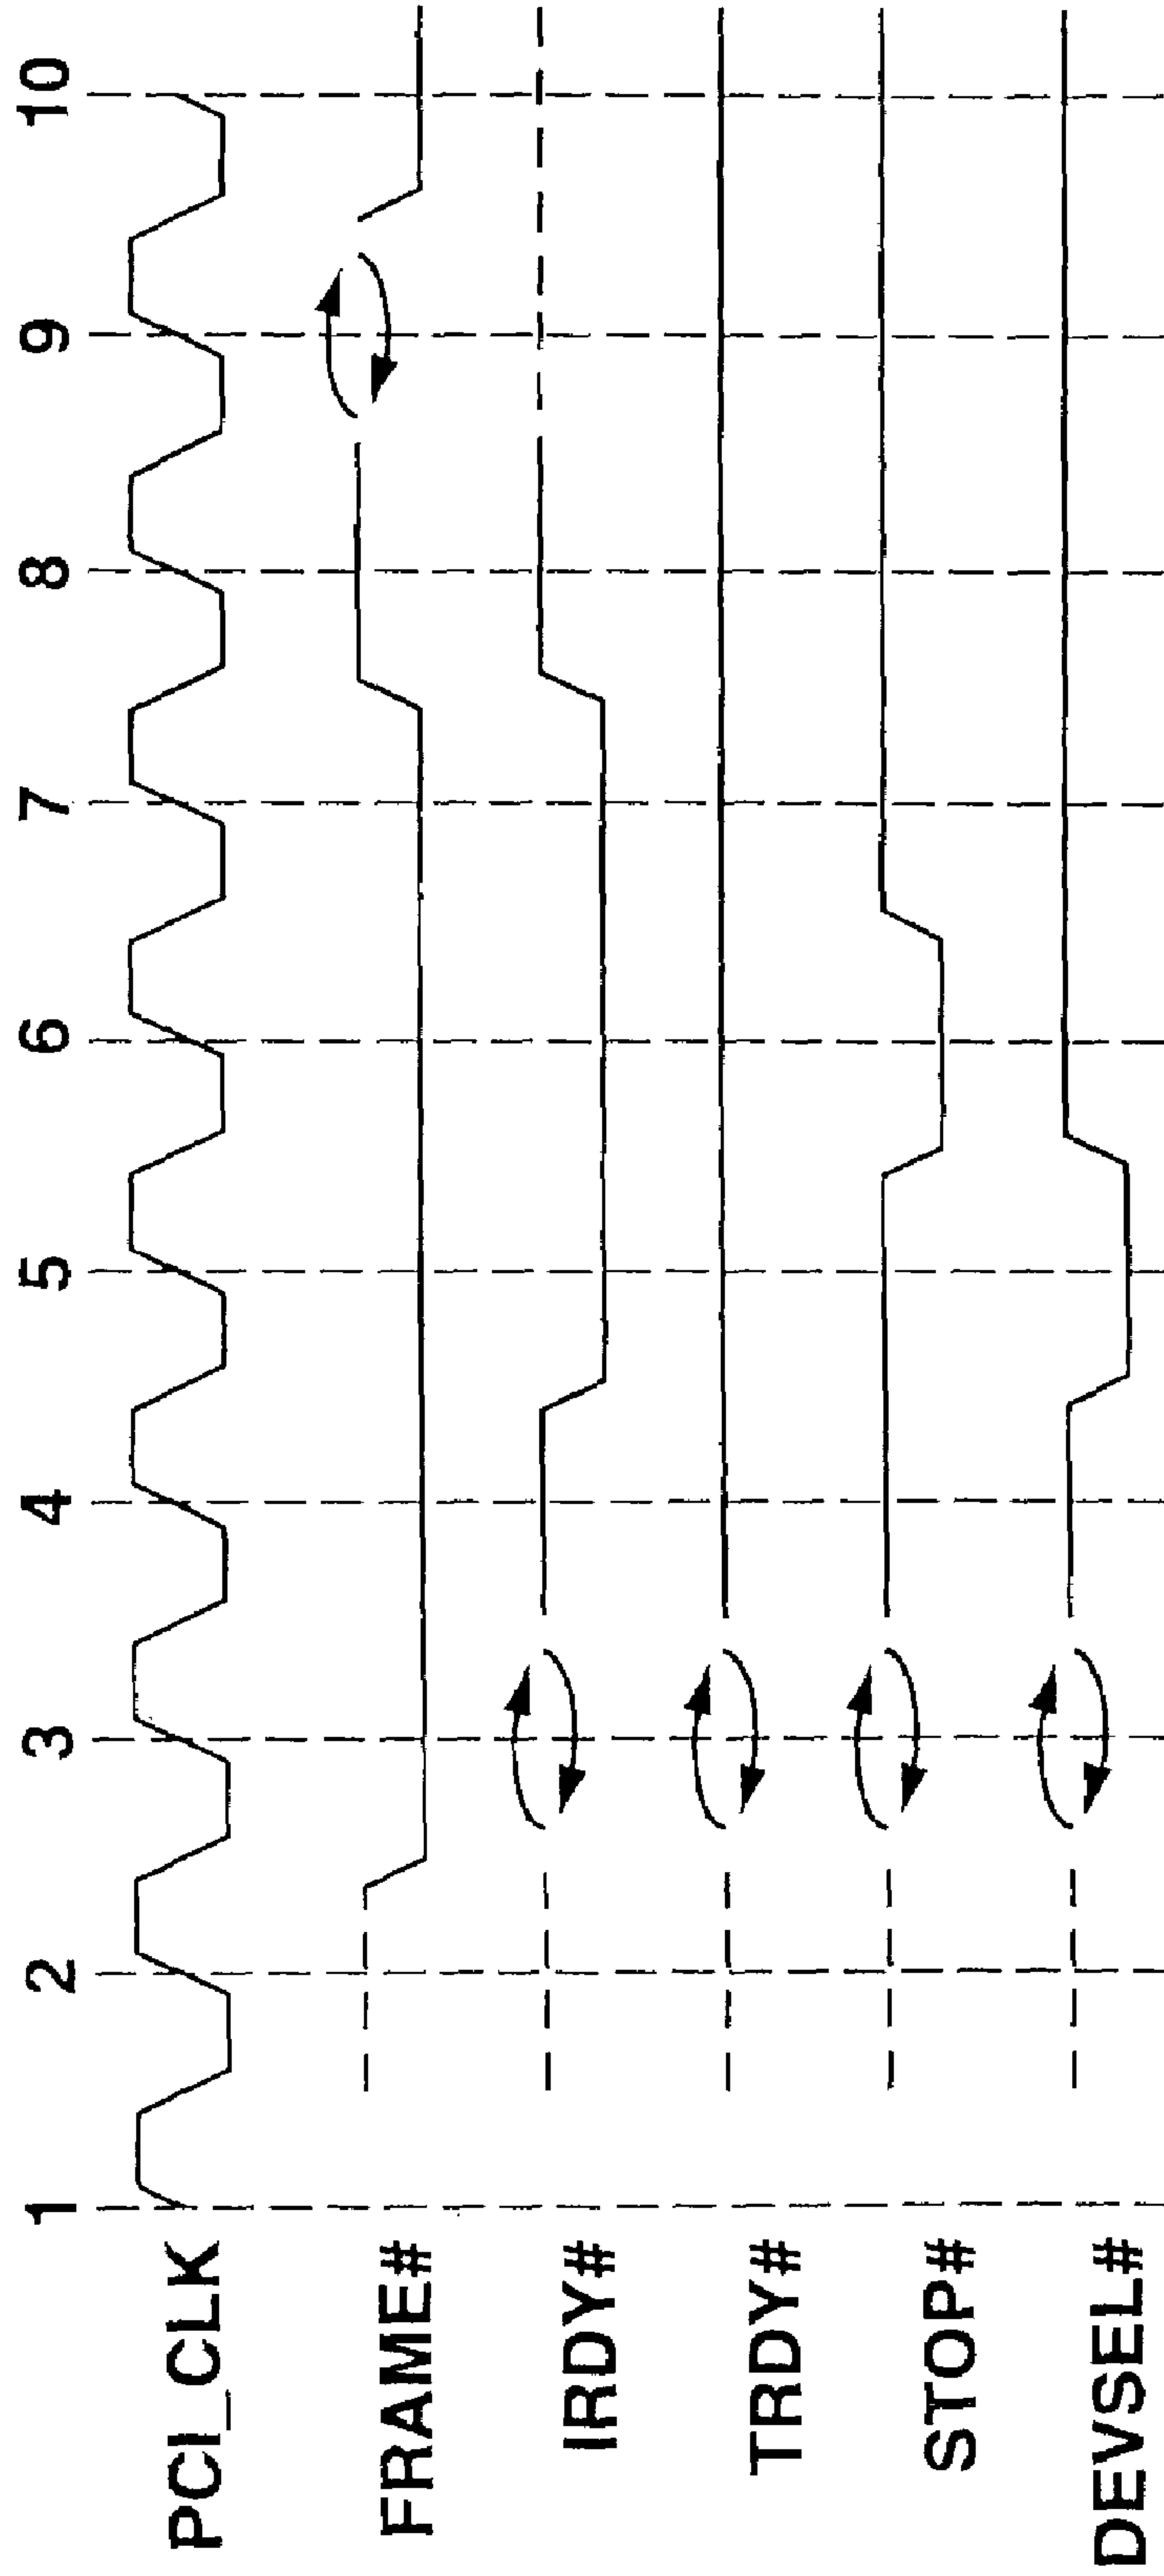 1 2 3 4 5 6 7 8 9 10
PCI_CLK
FRAME#
IRDY#
TRDY#
STOP#
DEVSEL#